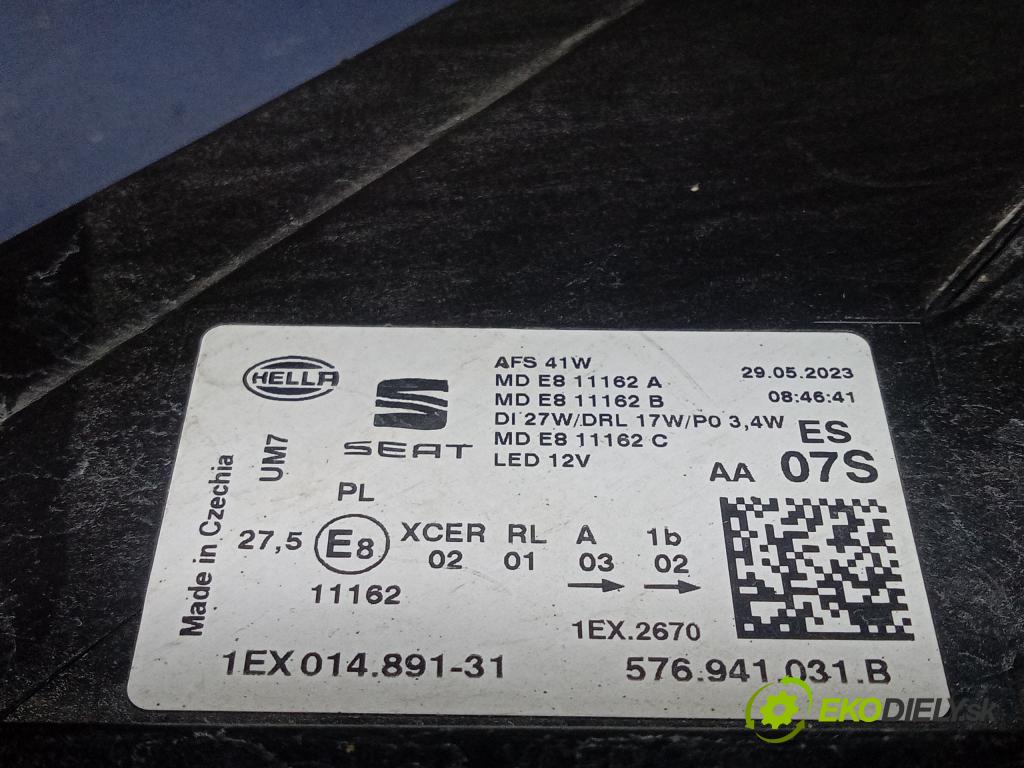 HELLA
SEAT
AFS 41W
MD E8 11162 A
MD E8 11162 B
DI 27W/DRL 17W/P0 3,4W
MD E8 11162 C
LED 12V
29.05.2023
08:46:41
ES
AA 07S
Made in Czechia
UM7
PL
27,5 E8 XCER RL A 1b
02 01 03 02
11162
1EX.2670
1EX 014.891-31
576.941.031.B
EKODIELY.sk